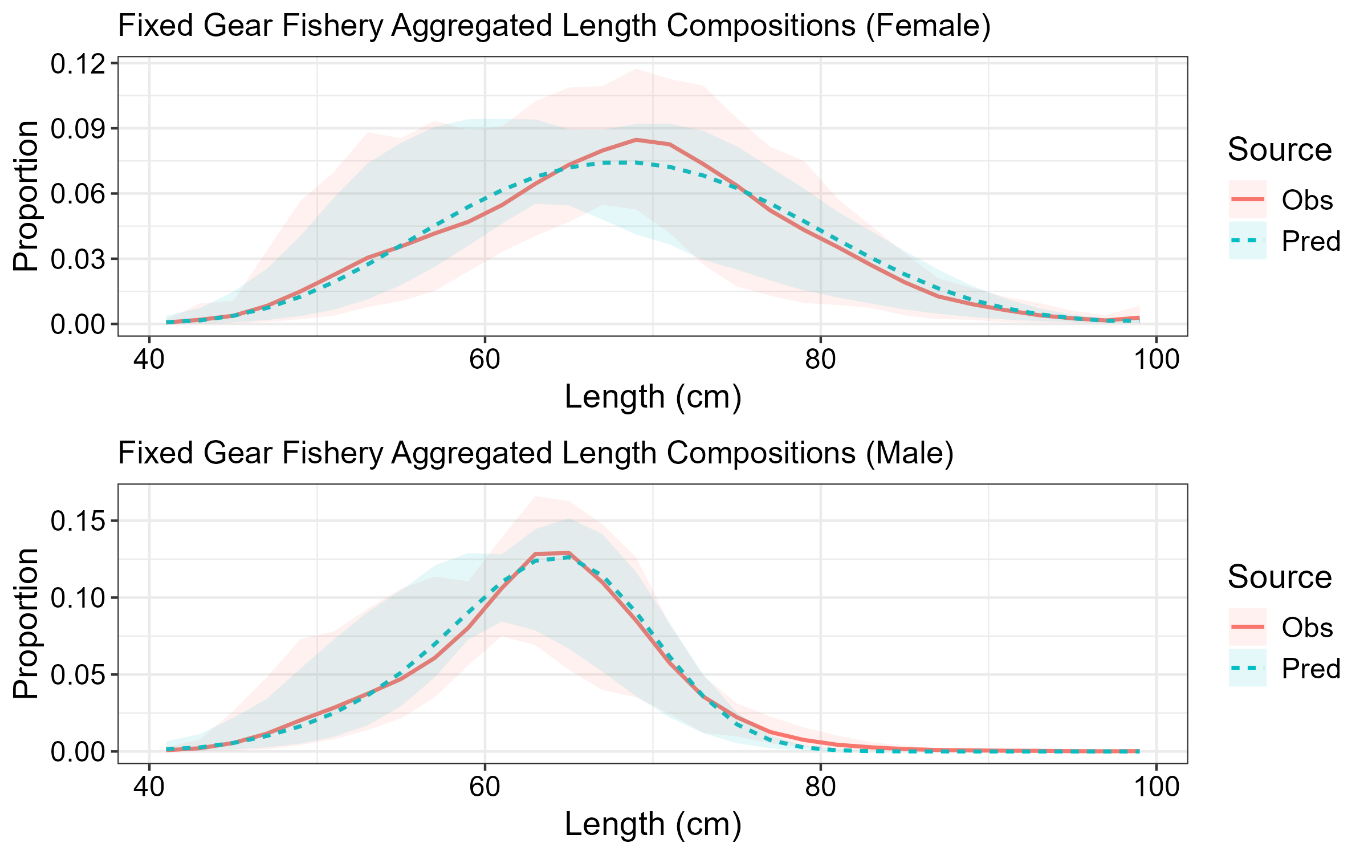 Fixed Gear Fishery Aggregated Length Compositions (Female)
0.12
0.09
0.06
0.03
0.00
Proportion
40 60 80 100
Length (cm)
Source
Obs
Pred
Fixed Gear Fishery Aggregated Length Compositions (Male)
0.15
0.10
0.05
0.00
Proportion
40 60 80 100
Length (cm)
Source
Obs
Pred